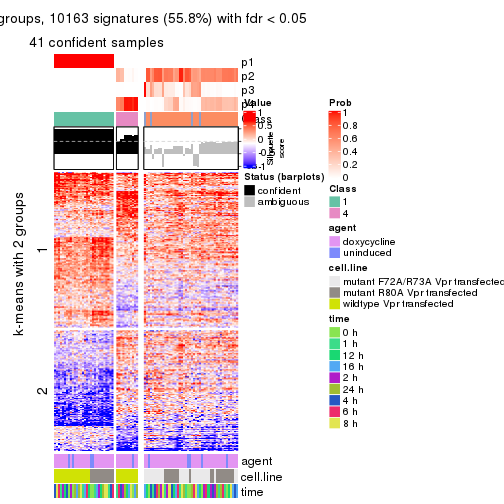 groups, 10163 signatures (55.8%) with fdr < 0.05
41 confident samples
p1
p2
p3
p4
Class
Silhouette
score
k-means with 2 groups
1
2
agent
cell.line
time
Value
1
0.5
0
-0.5
-1
Status (barplots)
confident
ambiguous
Prob
1
0.8
0.6
0.4
0.2
0
Class
1
4
agent
doxycycline
uninduced
cell.line
mutant F72A/R73A Vpr transfected
mutant R80A Vpr transfected
wildtype Vpr transfected
time
0 h
1 h
12 h
16 h
2 h
24 h
4 h
6 h
8 h